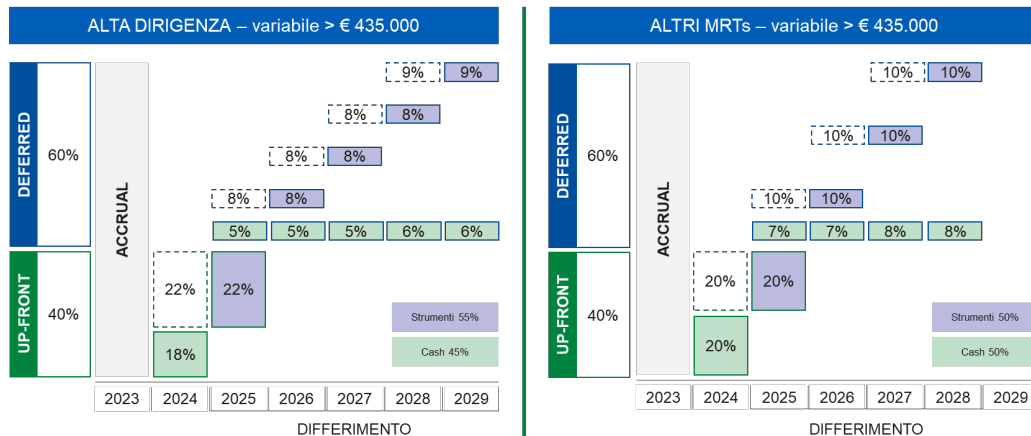 ALTA DIRIGENZA – variabile > € 435.000
9% 9%
8% 8%
DEFERRED
60%
8% 8%
8% 8%
ACCRUAL
5% 5% 5% 6% 6%
UP-FRONT
40%
22% 22%
Strumenti 55%
18%
Cash 45%
2023 2024 2025 2026 2027 2028 2029
DIFFERIMENTO
ALTRI MRTs – variabile > € 435.000
10% 10%
10% 10%
DEFERRED
60%
10% 10%
ACCRUAL
7% 7% 8% 8%
UP-FRONT
40%
20% 20%
Strumenti 50%
20%
Cash 50%
2023 2024 2025 2026 2027 2028 2029
DIFFERIMENTO